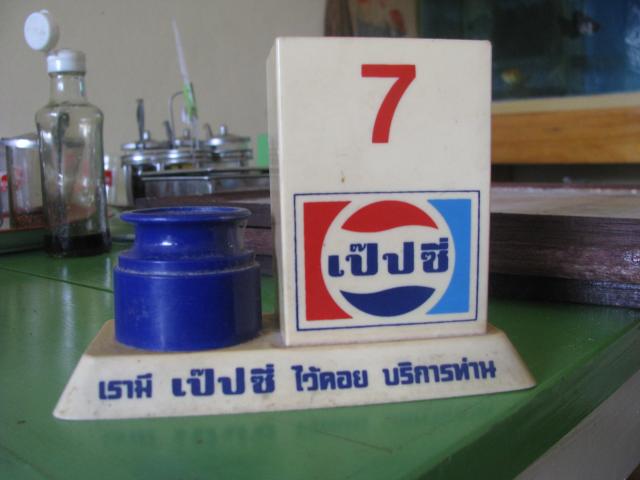 7
เป๊ปซี่
เรามี เป๊ปซี่ ไว้คอย บริการท่าน